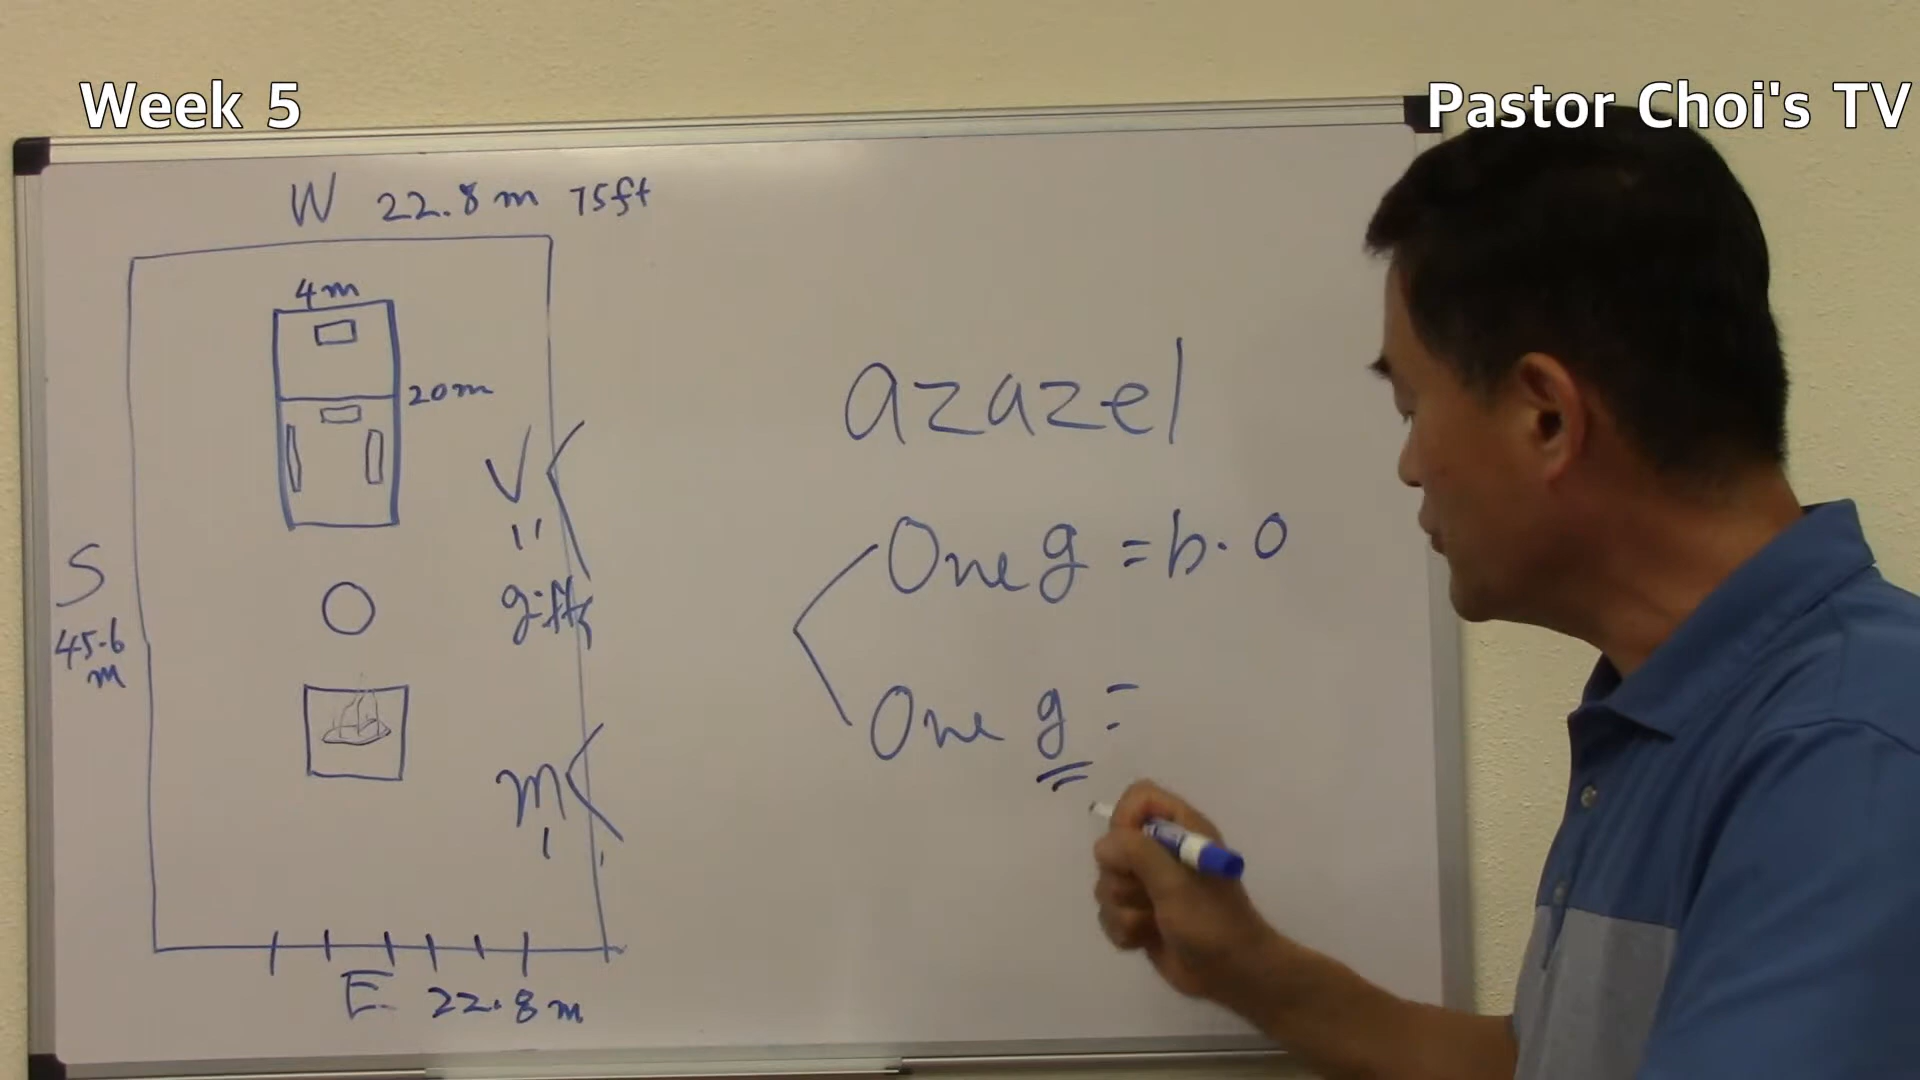 Week 5
Pastor Choi's TV
W 22.8 m 75ft
4m
20m
V
gifts
S
45.6
m
m
E 22.8 m
azazel
One g = b. O
One g =